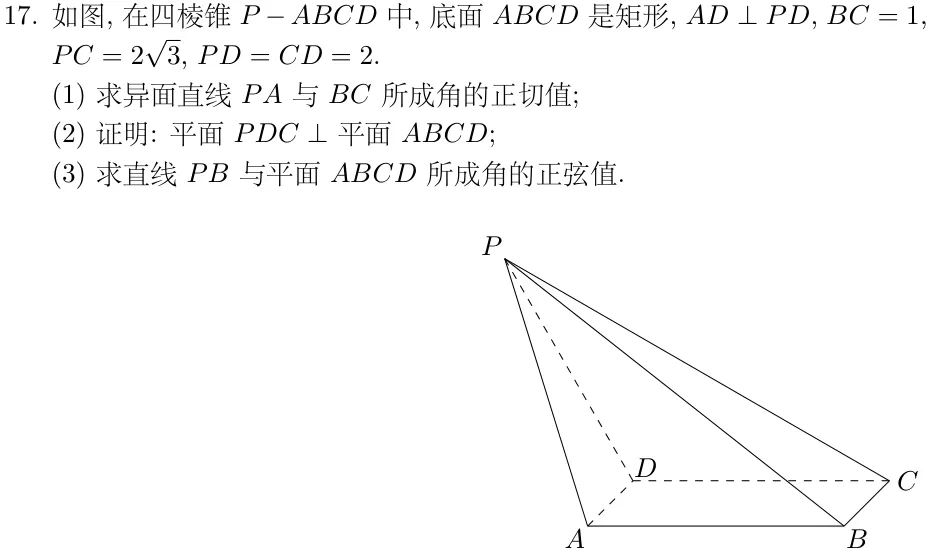 17. 如图, 在四棱锥 P − ABCD 中, 底面 ABCD 是矩形, AD ⊥ PD, BC = 1,
PC = 2√3, PD = CD = 2.
(1) 求异面直线 PA 与 BC 所成角的正切值;
(2) 证明: 平面 PDC ⊥ 平面 ABCD;
(3) 求直线 PB 与平面 ABCD 所成角的正弦值.
P
D
C
A
B